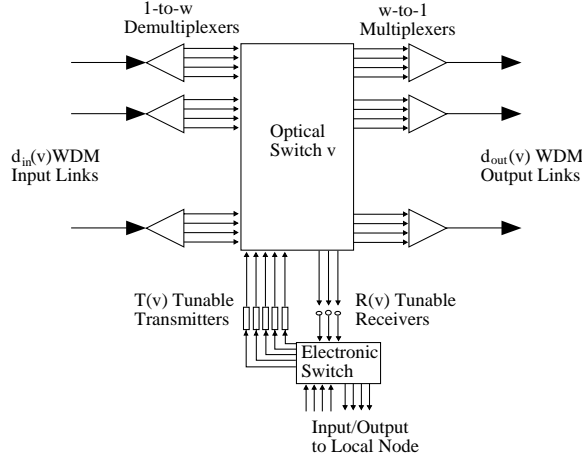 1-to-w
Demultiplexers
w-to-1
Multiplexers
Optical
Switch v
d_in(v)WDM
Input Links
d_out(v) WDM
Output Links
T(v) Tunable
Transmitters
R(v) Tunable
Receivers
Electronic
Switch
Input/Output
to Local Node